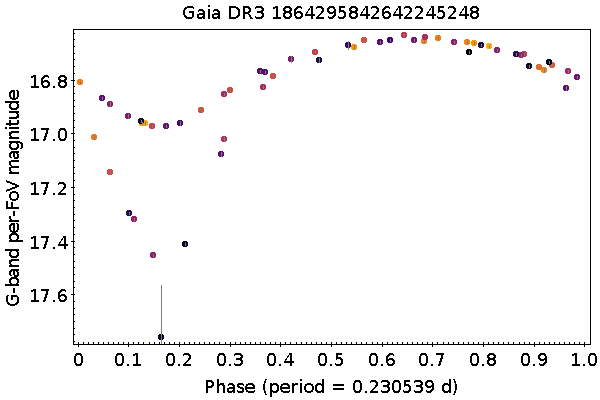 Gaia DR3 1864295842642245248
G-band per-FoV magnitude
16.8
17.0
17.2
17.4
17.6
0 0.1 0.2 0.3 0.4 0.5 0.6 0.7 0.8 0.9 1.0
Phase (period = 0.230539 d)